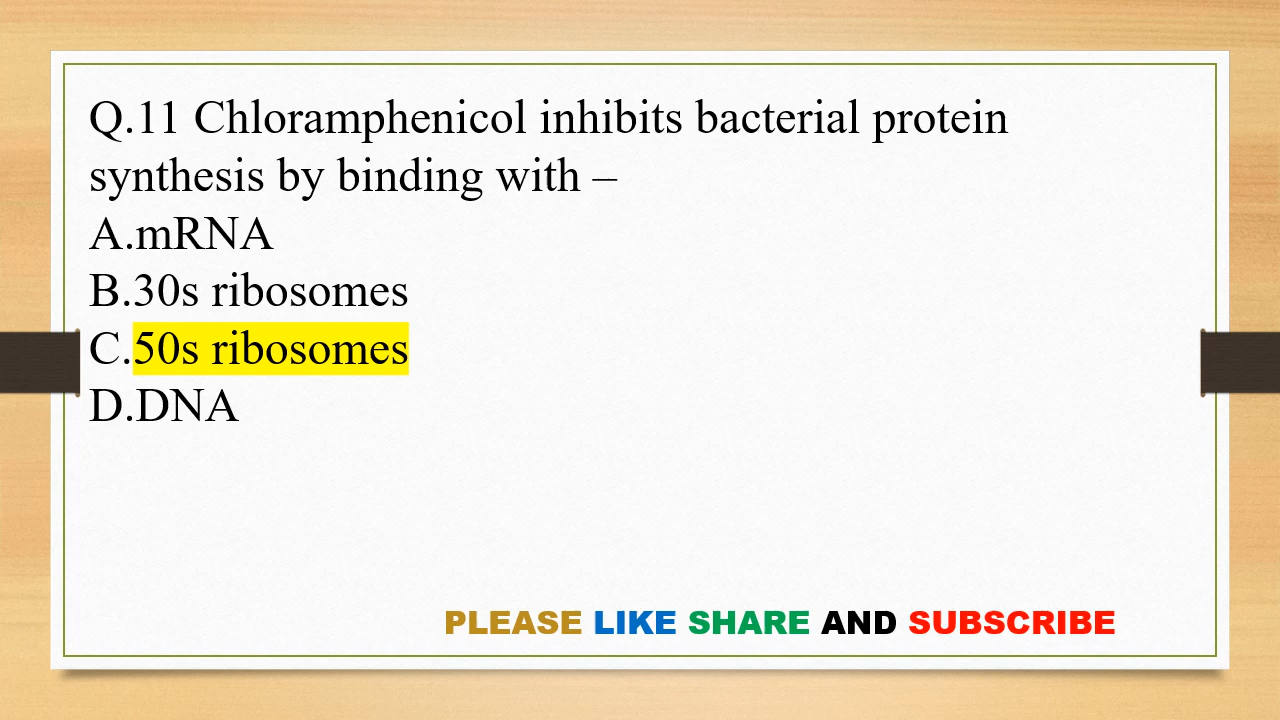 Q.11 Chloramphenicol inhibits bacterial protein
synthesis by binding with –
A.mRNA
B.30s ribosomes
C.50s ribosomes
D.DNA
PLEASE LIKE SHARE AND SUBSCRIBE